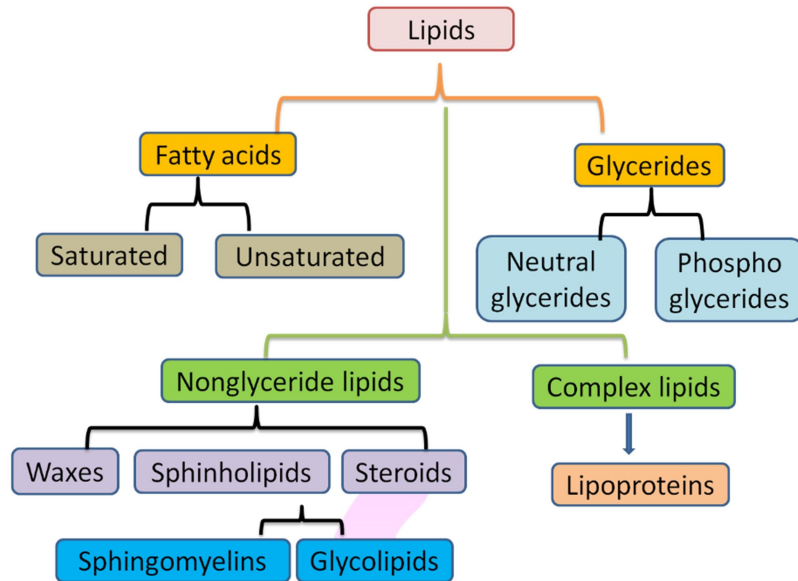 Lipids
Fatty acids
Glycerides
Saturated
Unsaturated
Neutral
glycerides
Phospho
glycerides
Nonglyceride lipids
Complex lipids
Waxes
Sphinholipids
Steroids
Lipoproteins
Sphingomyelins
Glycolipids